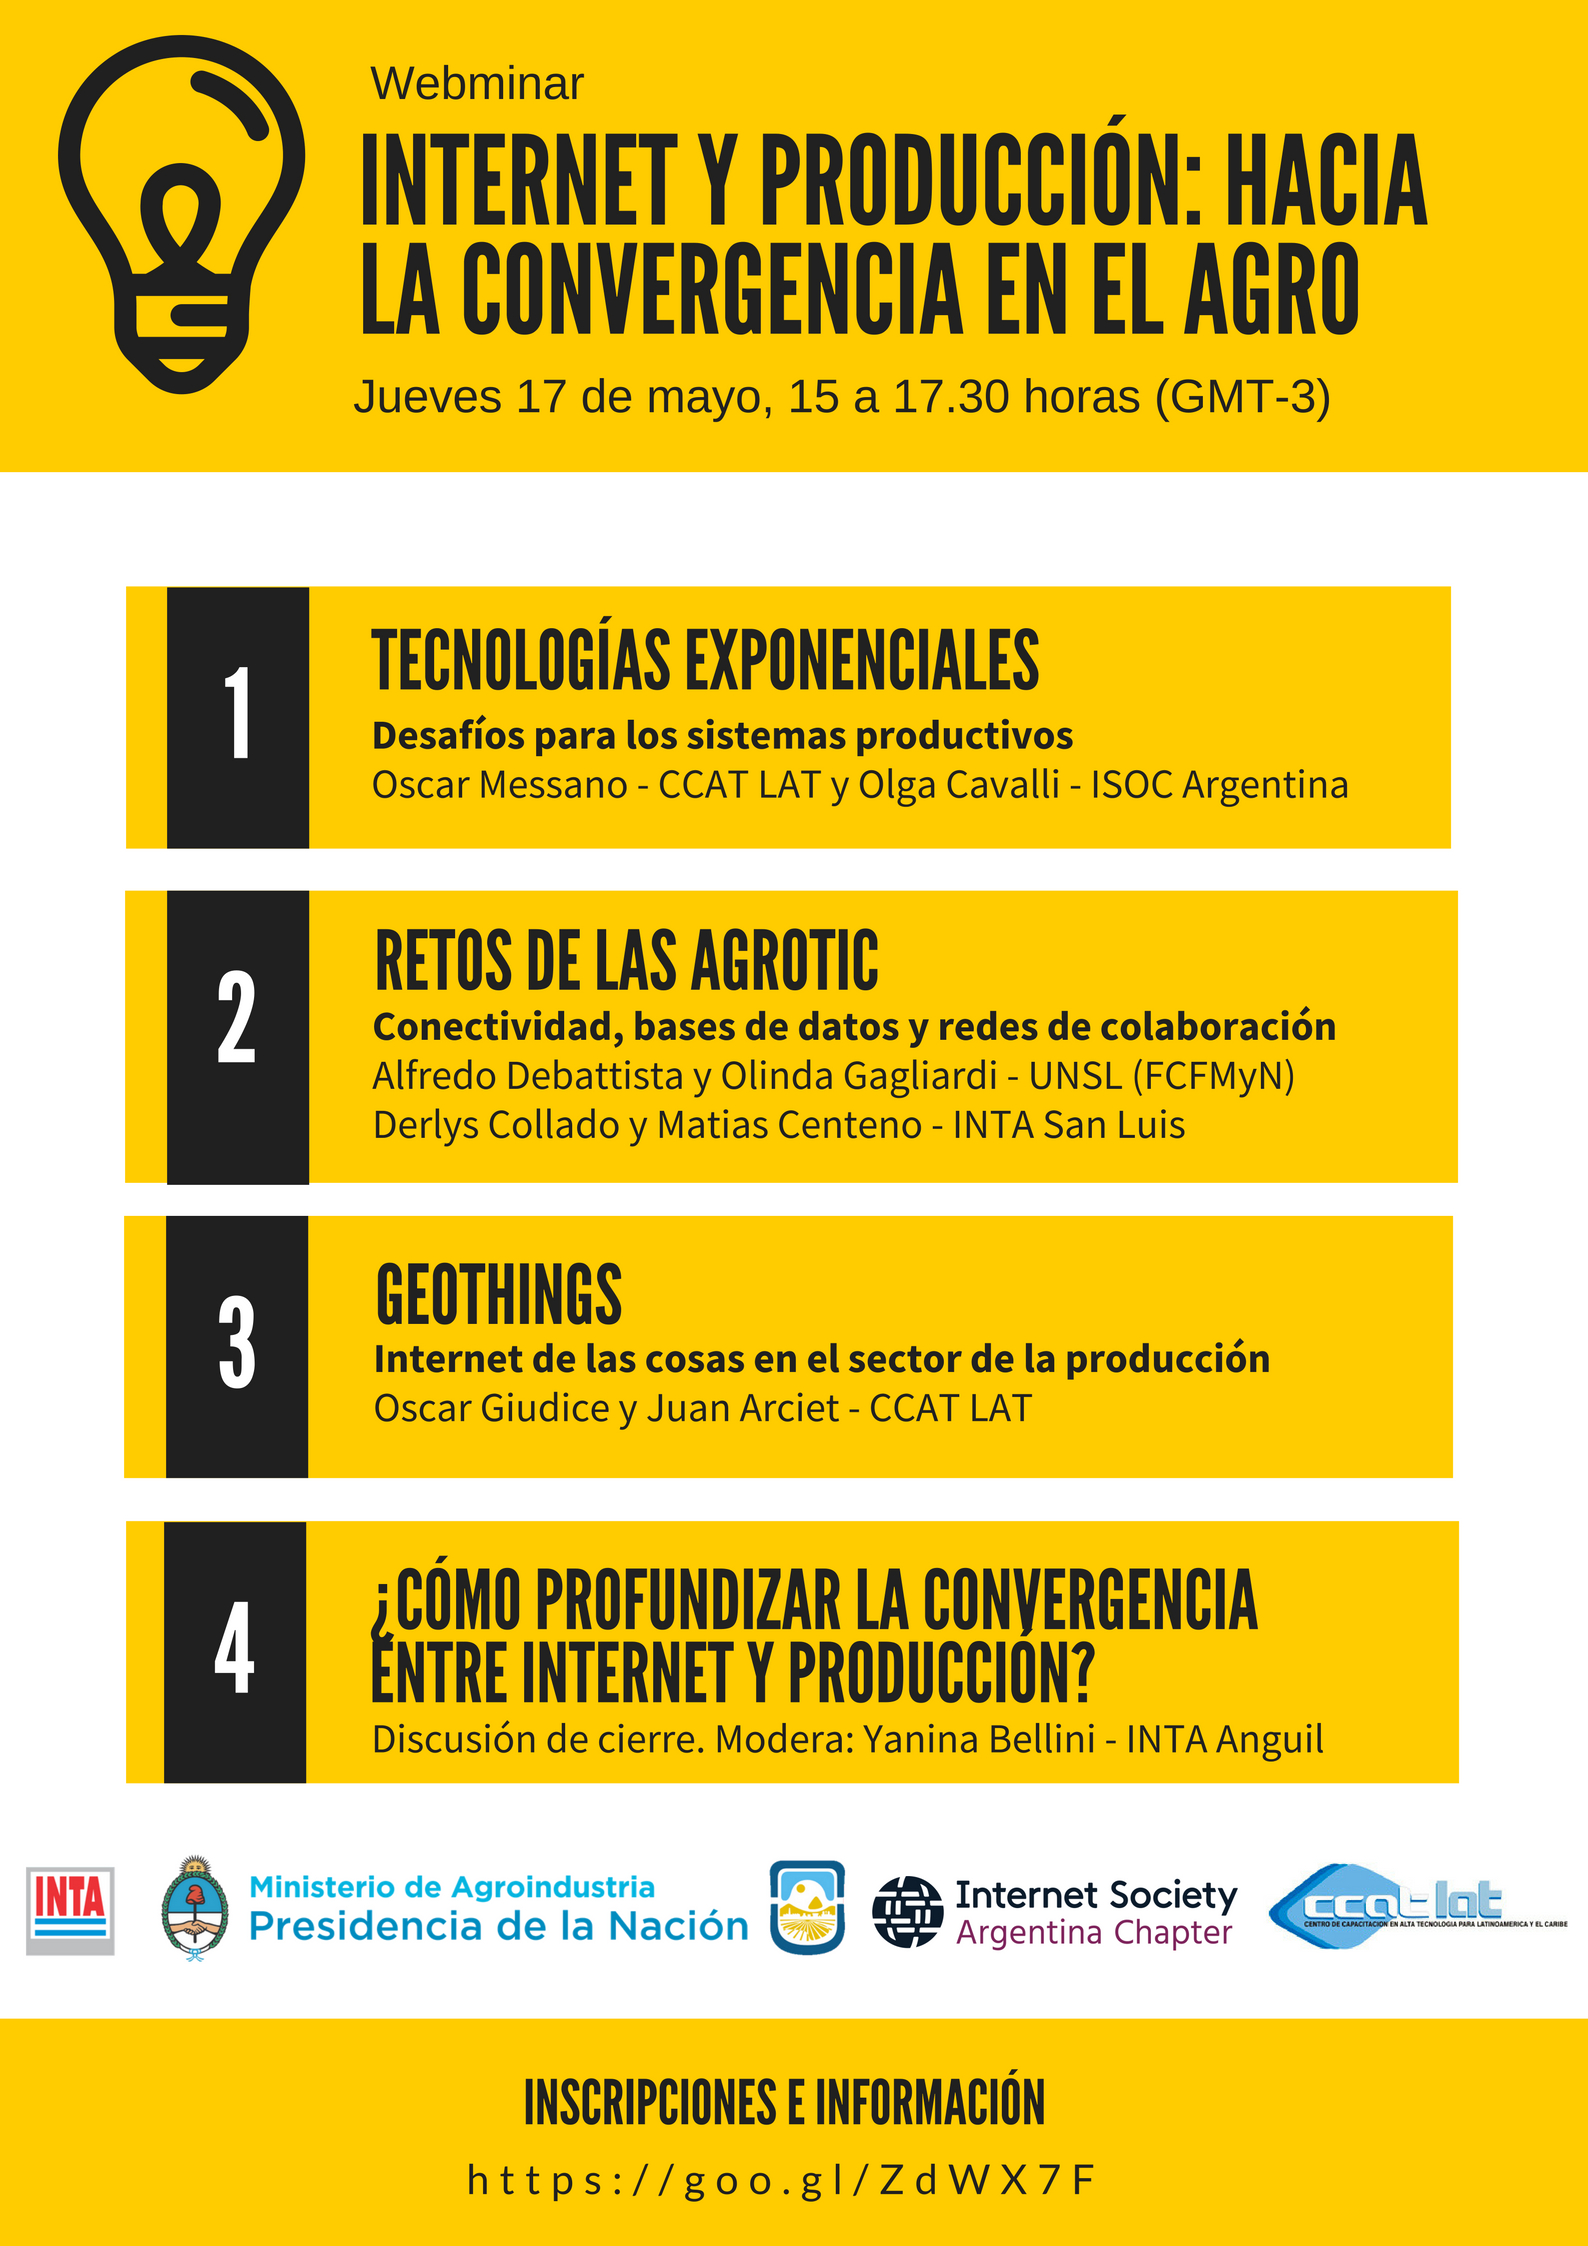 Webminar
INTERNET Y PRODUCCIÓN: HACIA
LA CONVERGENCIA EN EL AGRO
Jueves 17 de mayo, 15 a 17.30 horas (GMT-3)
1
TECNOLOGÍAS EXPONENCIALES
Desafíos para los sistemas productivos
Oscar Messano - CCAT LAT y Olga Cavalli - ISOC Argentina
2
RETOS DE LAS AGROTIC
Conectividad, bases de datos y redes de colaboración
Alfredo Debattista y Olinda Gagliardi - UNSL (FCFMyN)
Derlys Collado y Matias Centeno - INTA San Luis
3
GEOTHINGS
Internet de las cosas en el sector de la producción
Oscar Giudice y Juan Arciet - CCAT LAT
4
¿CÓMO PROFUNDIZAR LA CONVERGENCIA
ENTRE INTERNET Y PRODUCCIÓN?
Discusión de cierre. Modera: Yanina Bellini - INTA Anguil
INTA
Ministerio de Agroindustria
Presidencia de la Nación
Internet Society
Argentina Chapter
ccat lat
CENTRO DE CAPACITACION EN ALTA TECNOLOGIA PARA LATINOAMERICA Y EL CARIBE
INSCRIPCIONES E INFORMACIÓN
https://goo.gl/ZdWX7F